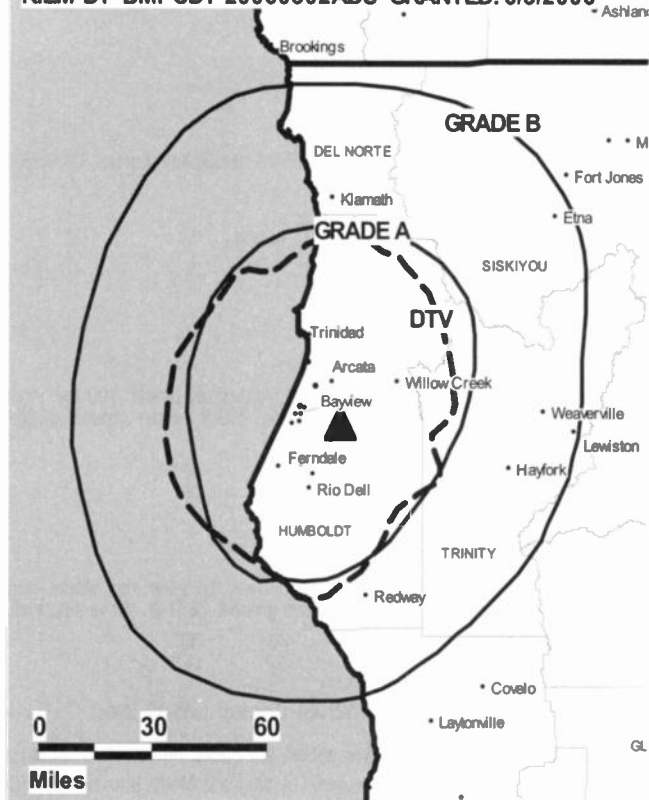 Ashlan
Brookings
GRADE B
DEL NORTE
M
Fort Jones
Klamath
Etna
GRADE A
SISKIYOU
DTV
Trinidad
Arcata
Willow Creek
Bayview
Weaverville
Lewiston
Ferndale
Hayfork
Rio Dell
HUMBOLDT
TRINITY
Redway
Covelo
0 30 60
Laytonville
GL
Miles